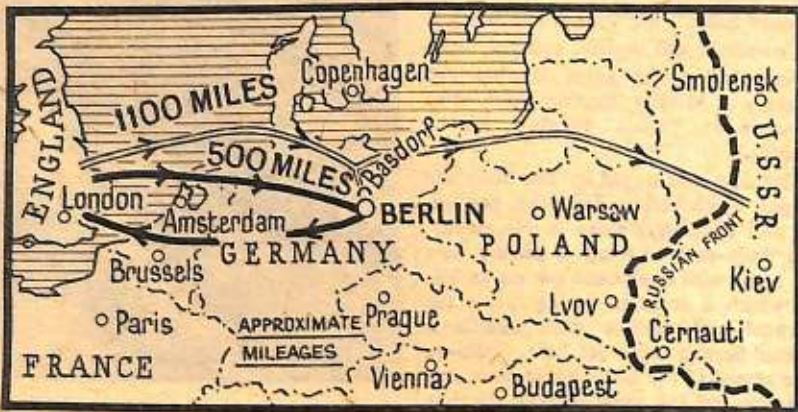 Copenhagen
Smolensk
1100 MILES
500 MILES
Basdorf
U.S.S.R.
ENGLAND
London
Amsterdam
BERLIN
Warsaw
GERMANY
POLAND
RUSSIAN FRONT
Brussels
Kiev
Paris
APPROXIMATE
MILEAGES
Prague
Lvov
Cernauti
FRANCE
Vienna
Budapest